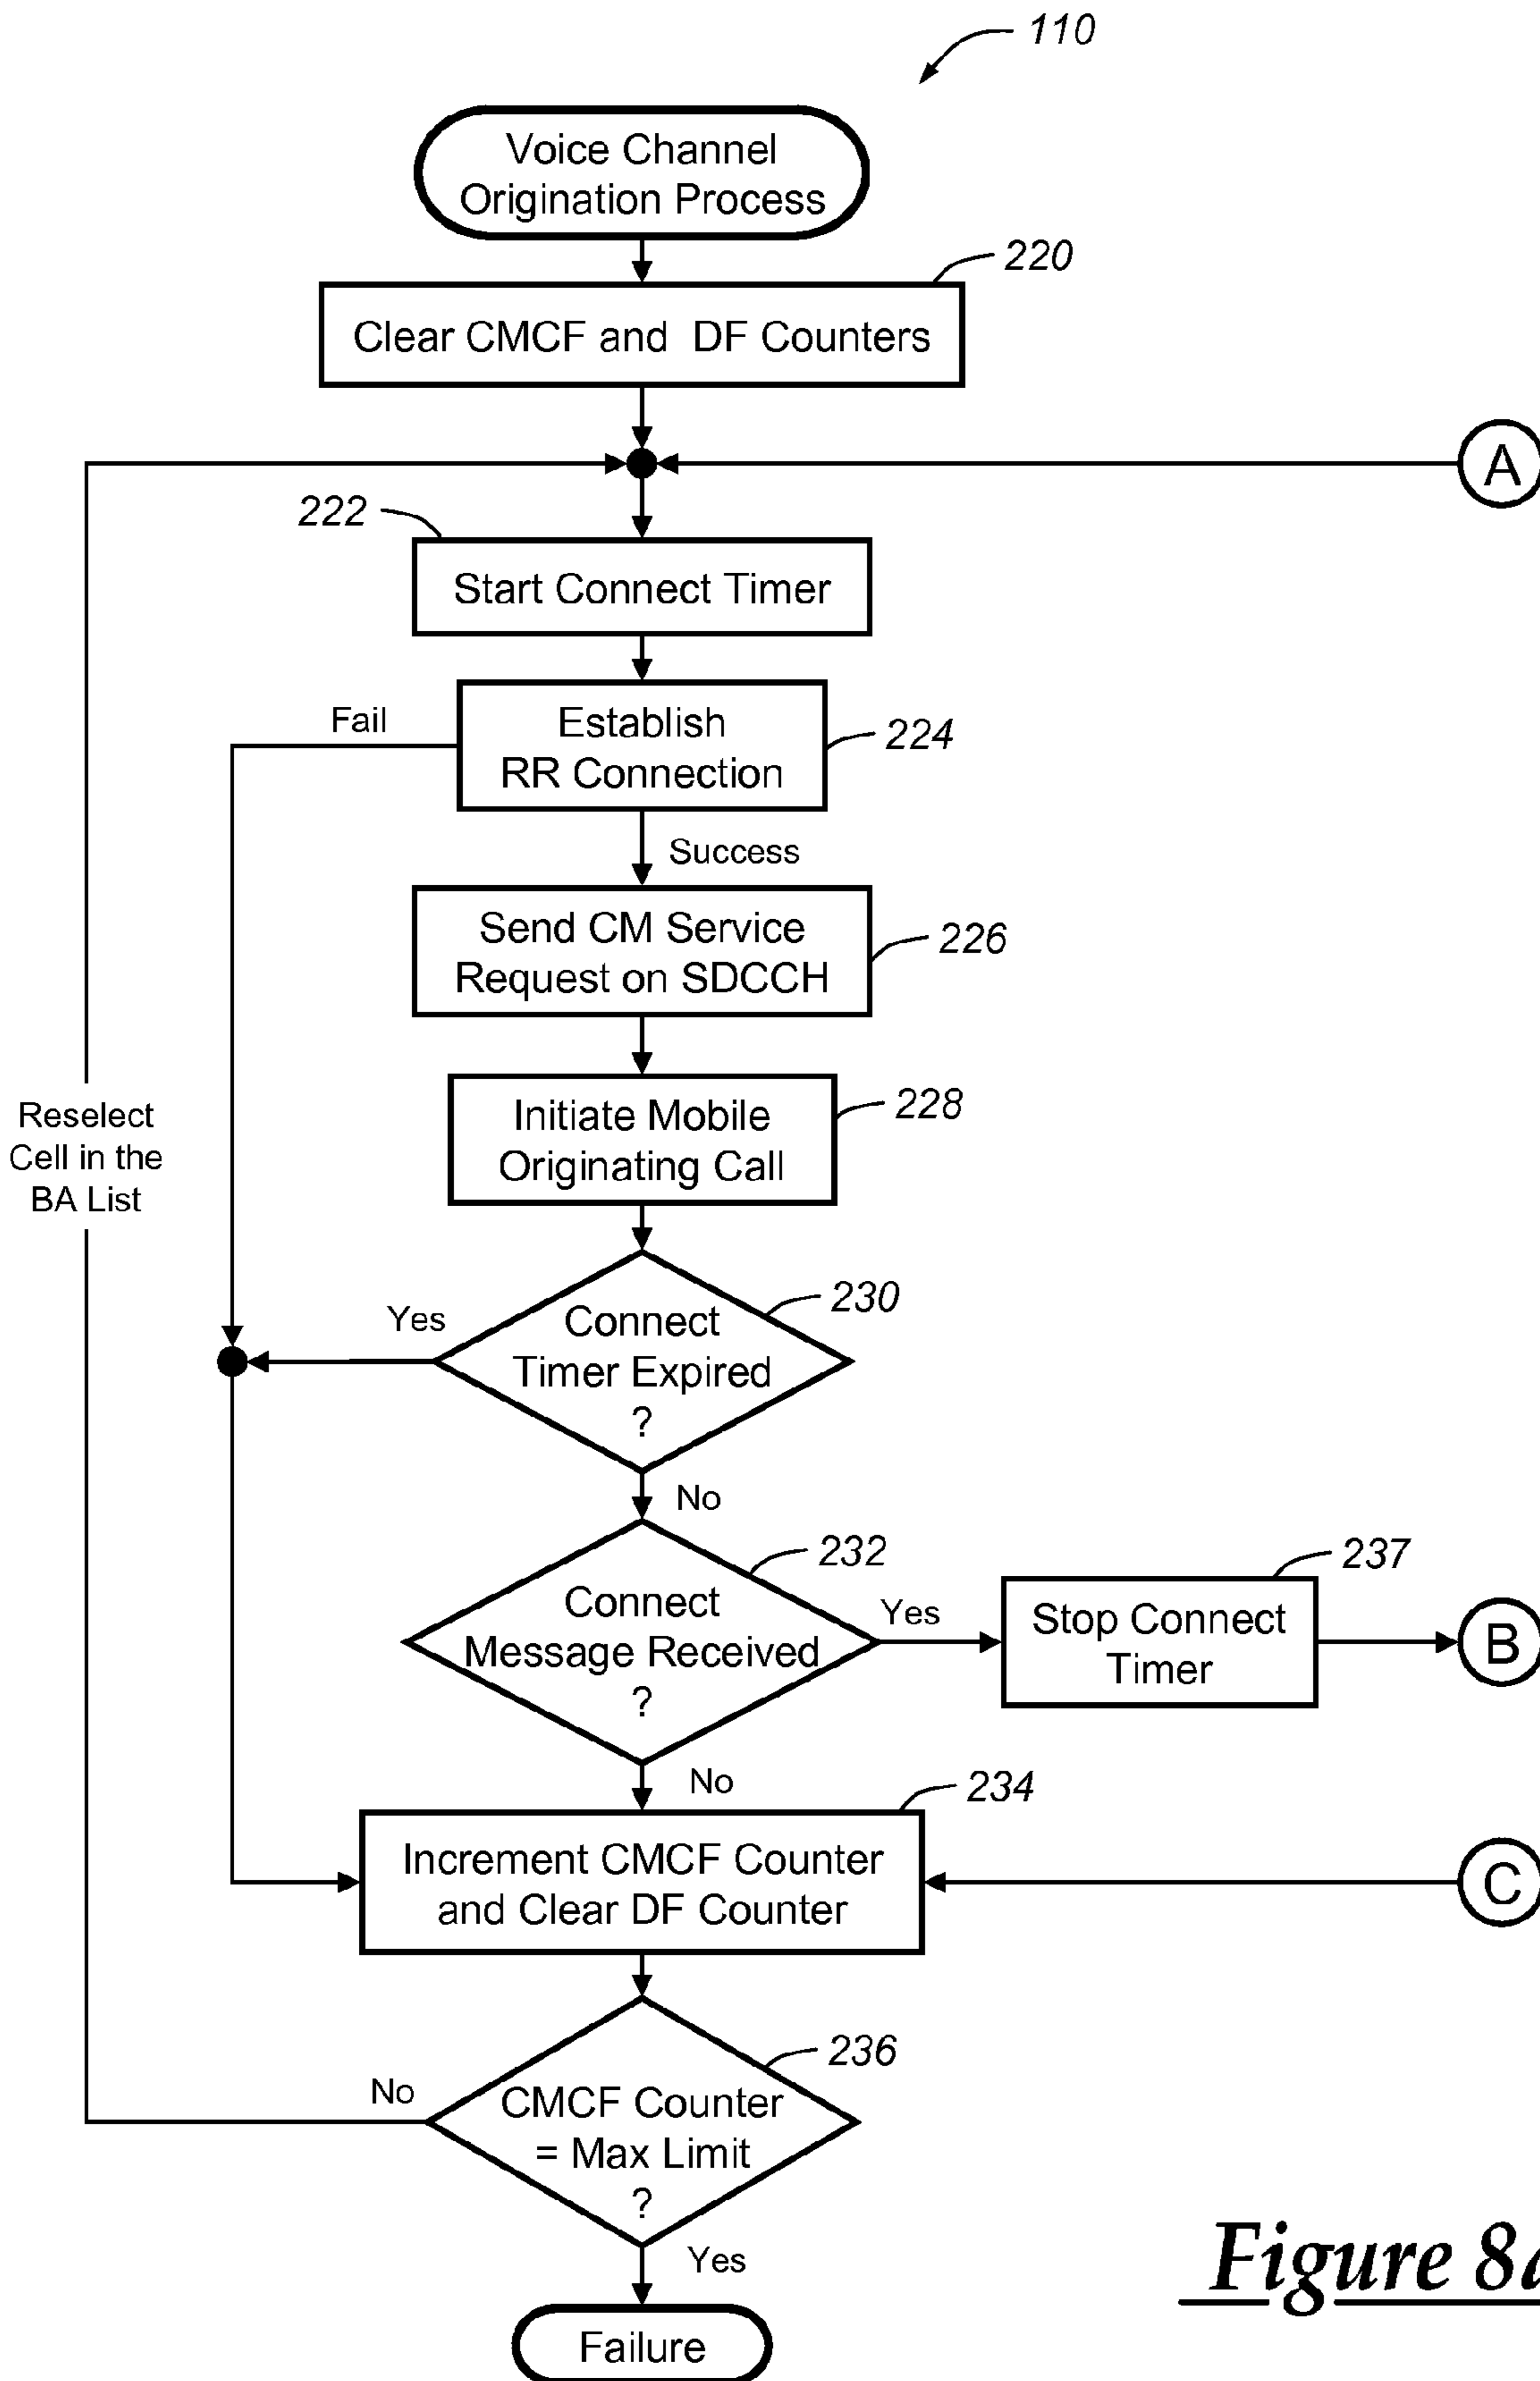 110
Voice Channel
Origination Process
220
Clear CMCF and DF Counters
A
222
Start Connect Timer
Fail
Establish
RR Connection
224
Success
Send CM Service
Request on SDCCH
226
Reselect
Cell in the
BA List
Initiate Mobile
Originating Call
228
230
Yes
Connect
Timer Expired
?
No
232
237
Connect
Message Received
?
Yes
Stop Connect
Timer
B
No
234
Increment CMCF Counter
and Clear DF Counter
C
236
No
CMCF Counter
= Max Limit
?
Yes
Figure 8a
Failure